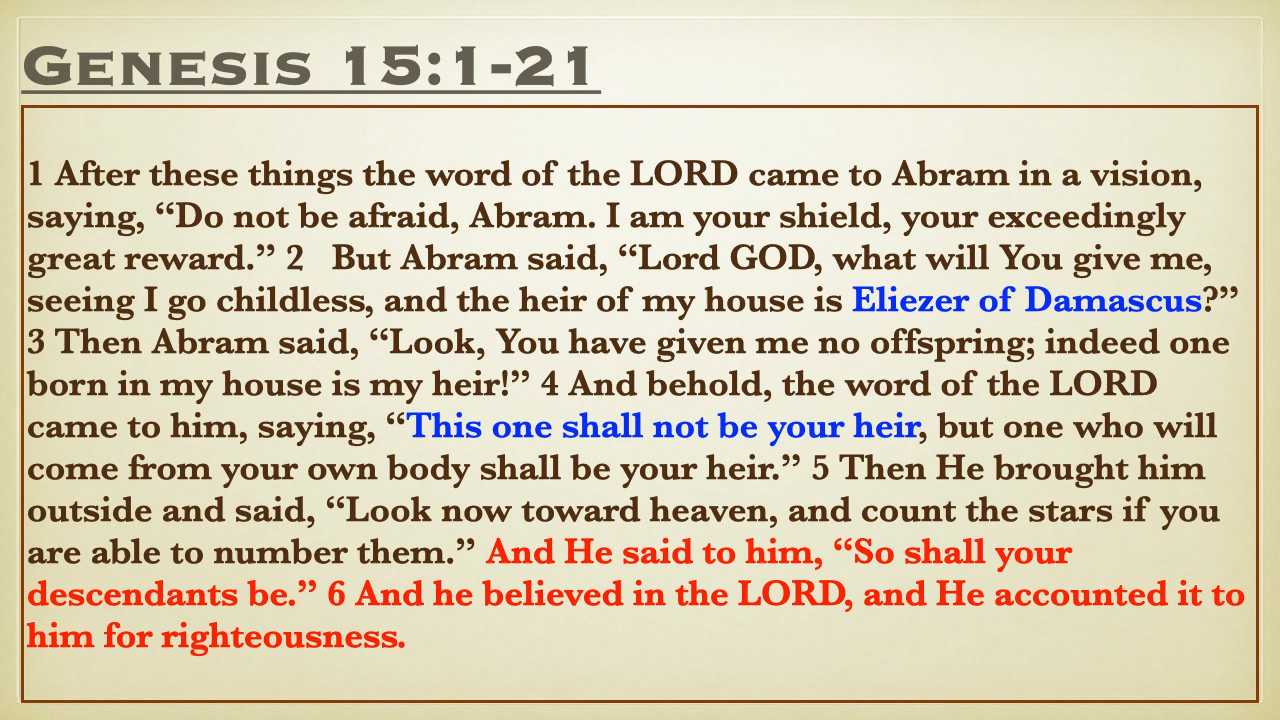 Genesis 15:1-21
1 After these things the word of the LORD came to Abram in a vision,
saying, “Do not be afraid, Abram. I am your shield, your exceedingly
great reward.” 2 But Abram said, “Lord GOD, what will You give me,
seeing I go childless, and the heir of my house is Eliezer of Damascus?”
3 Then Abram said, “Look, You have given me no offspring; indeed one
born in my house is my heir!” 4 And behold, the word of the LORD
came to him, saying, “This one shall not be your heir, but one who will
come from your own body shall be your heir.” 5 Then He brought him
outside and said, “Look now toward heaven, and count the stars if you
are able to number them.” And He said to him, “So shall your
descendants be.” 6 And he believed in the LORD, and He accounted it to
him for righteousness.